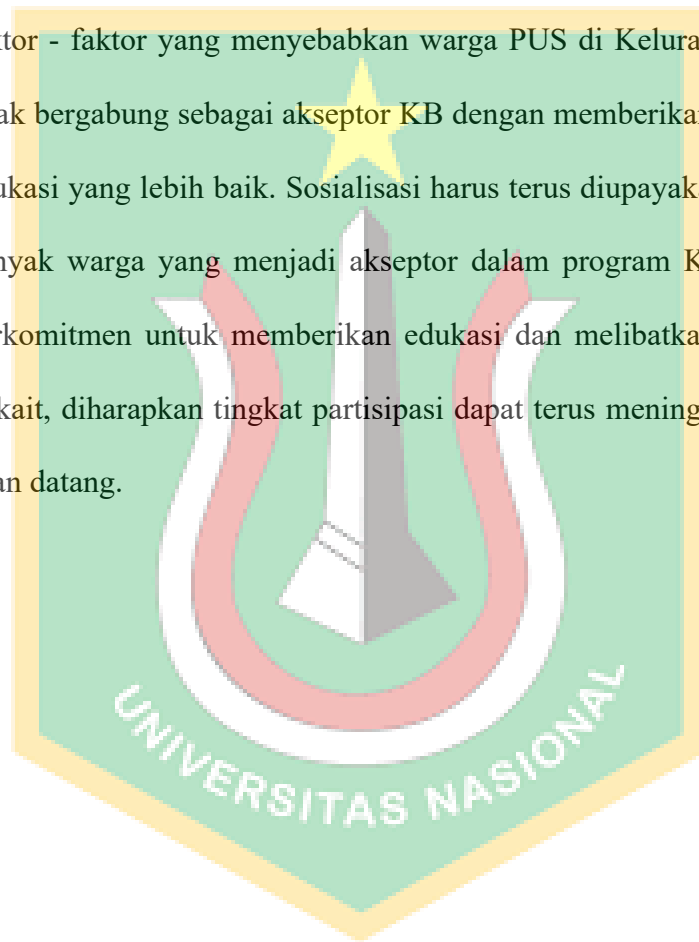 ktor - faktor yang menyebabkan warga PUS di Kelura
ak bergabung sebagai akseptor KB dengan memberikan
ukasi yang lebih baik. Sosialisasi harus terus diupayaka
nyak warga yang menjadi akseptor dalam program K
rkomitmen untuk memberikan edukasi dan melibatka
kait, diharapkan tingkat partisipasi dapat terus mening
an datang.
UNIVERSITAS NASIONAL